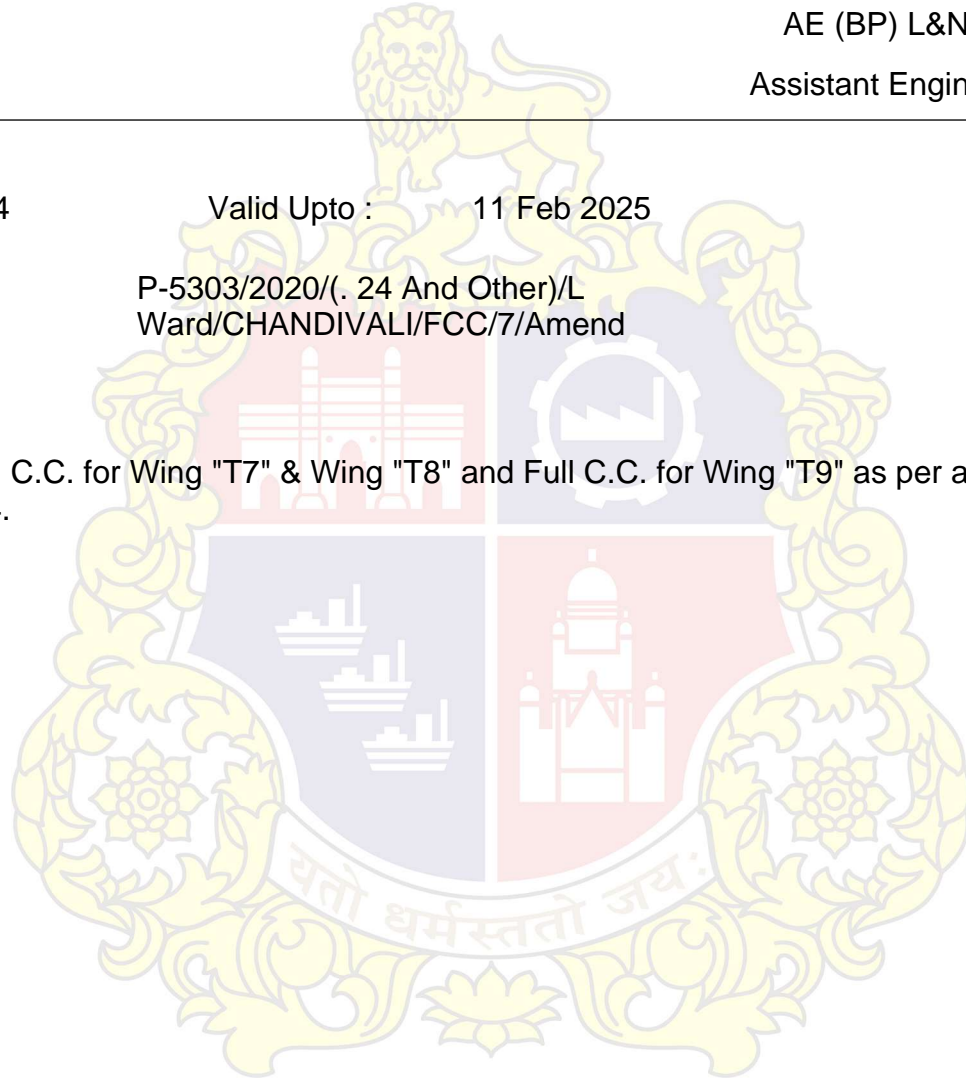 AE (BP) L&N
Assistant Engin
4 Valid Upto : 11 Feb 2025
P-5303/2020/(. 24 And Other)/L
Ward/CHANDIVALI/FCC/7/Amend
C.C. for Wing "T7" & Wing "T8" and Full C.C. for Wing "T9" as per a
.
यतो धर्मस्ततो जय: